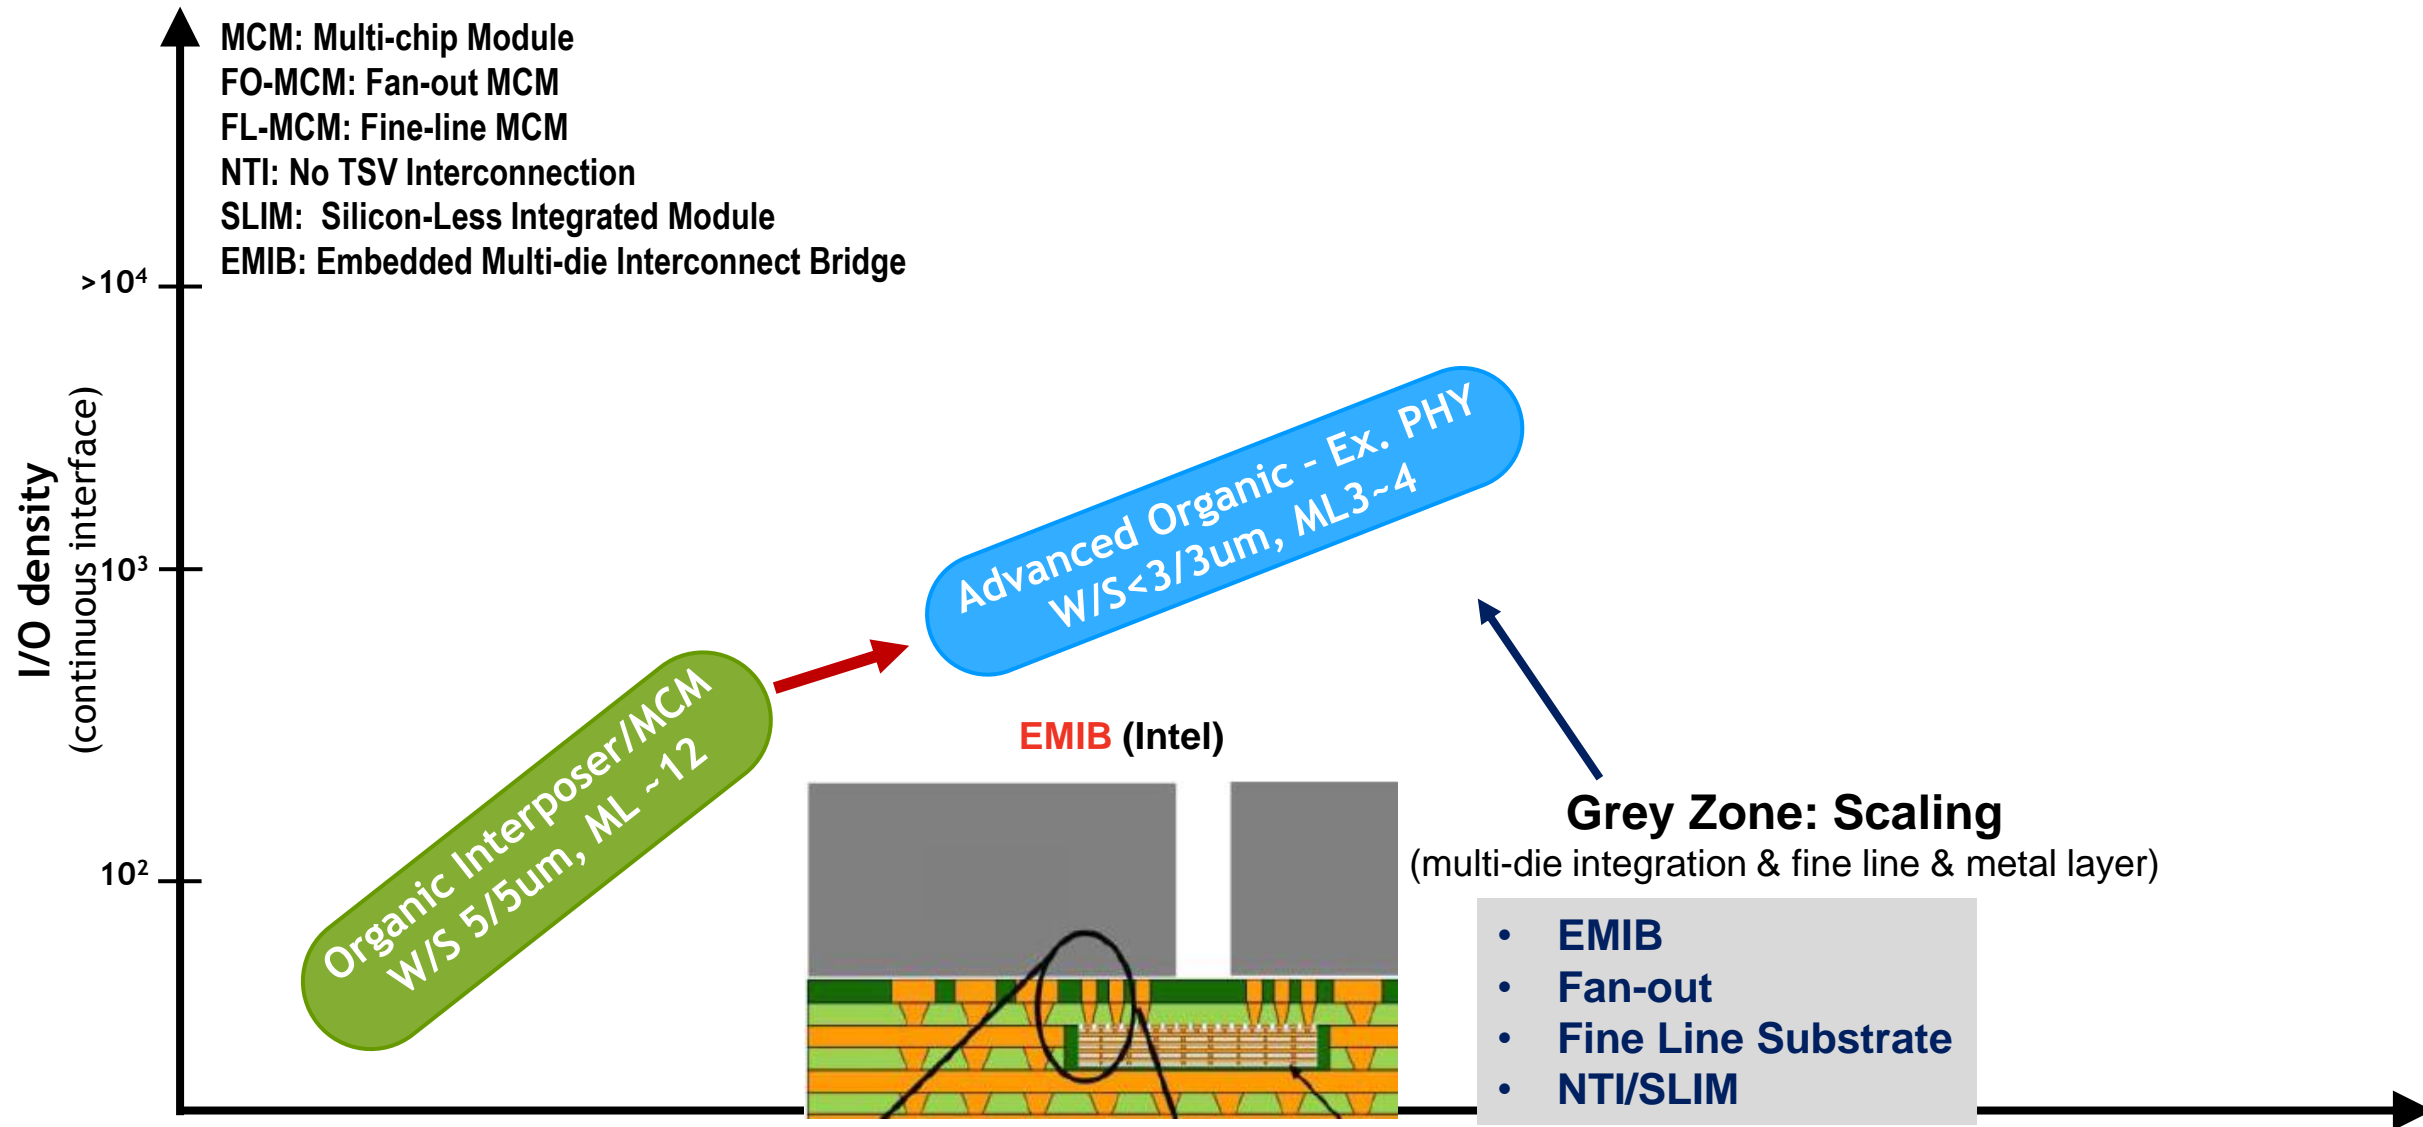 MCM: Multi-chip Module
FO-MCM: Fan-out MCM
FL-MCM: Fine-line MCM
NTI: No TSV Interconnection
SLIM:  Silicon-Less Integrated Module
EMIB: Embedded Multi-die Interconnect Bridge
>10⁴
10³
10²
I/O density
(continuous interface)
Organic Interposer/MCM
W/S 5/5um, ML ~12
Advanced Organic - Ex. PHY
W/S<3/3um, ML3~4
EMIB (Intel)
Grey Zone: Scaling
(multi-die integration & fine line & metal layer)
• EMIB
• Fan-out
• Fine Line Substrate
• NTI/SLIM